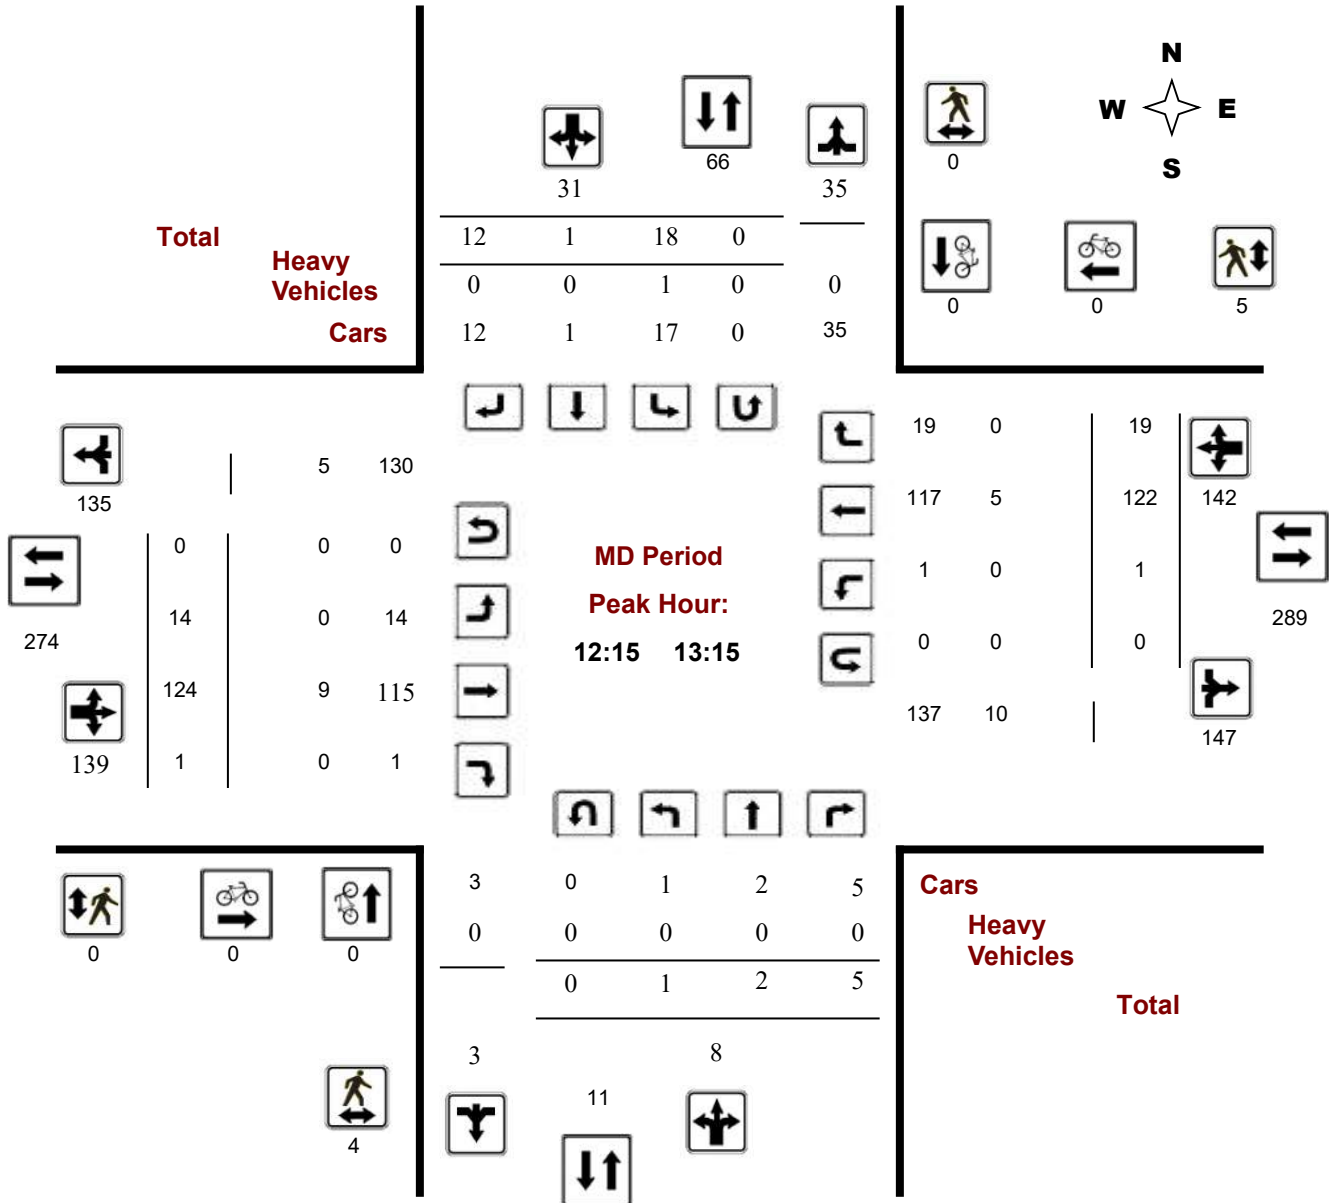 N
W E
S
66
0
31 35
Total 12 1 18 0
Heavy
Vehicles 0 0 1 0 0
0 0 5
Cars 12 1 17 0 35
19 0 19
5 130
135 117 5 122 142
0 0 0
MD Period
1 0 1
Peak Hour:
14 0 14 289
274 12:15 13:15 0 0 0
124 9 115
137 10
147
139 1 0 1
3 0 1 2 5 Cars
0 0 0 0 0 Heavy
Vehicles
0 0 0
0 1 2 5
Total
3 8
11
4